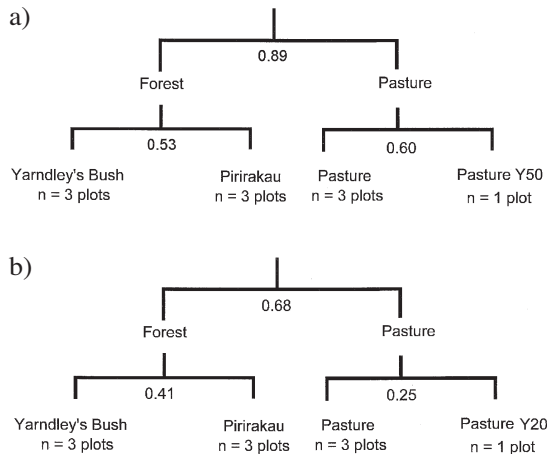 a)
0.89
Forest Pasture
0.53 0.60
Yarndley's Bush Pirirakau Pasture Pasture Y50
n = 3 plots n = 3 plots n = 3 plots n = 1 plot
b)
0.68
Forest Pasture
0.41 0.25
Yarndley's Bush Pirirakau Pasture Pasture Y20
n = 3 plots n = 3 plots n = 3 plots n = 1 plot